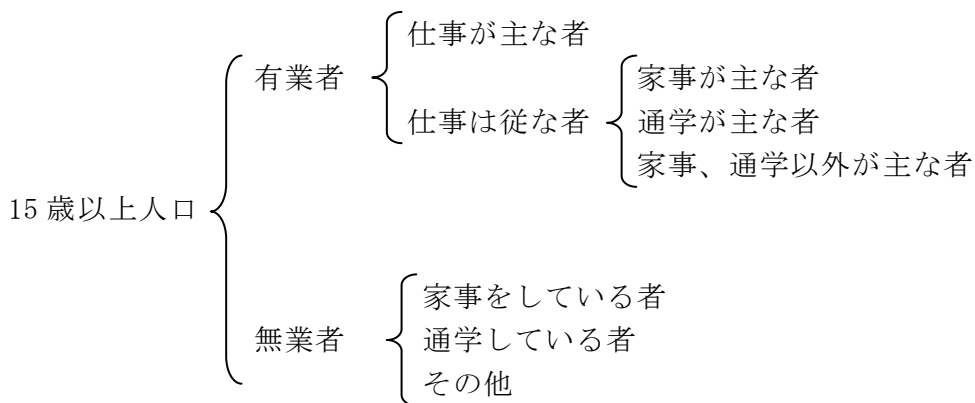 仕事が主な者
有業者
家事が主な者
仕事は従な者
通学が主な者
家事、通学以外が主な者
15歳以上人口
家事をしている者
無業者
通学している者
その他